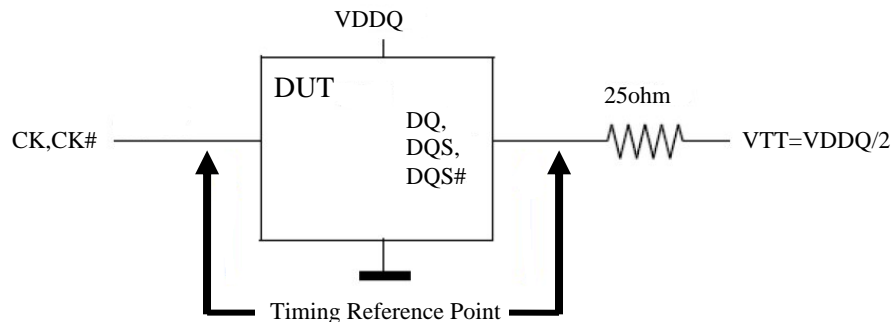 VDDQ
DUT
25ohm
CK,CK#
DQ,
DQS,
DQS#
VTT=VDDQ/2
Timing Reference Point